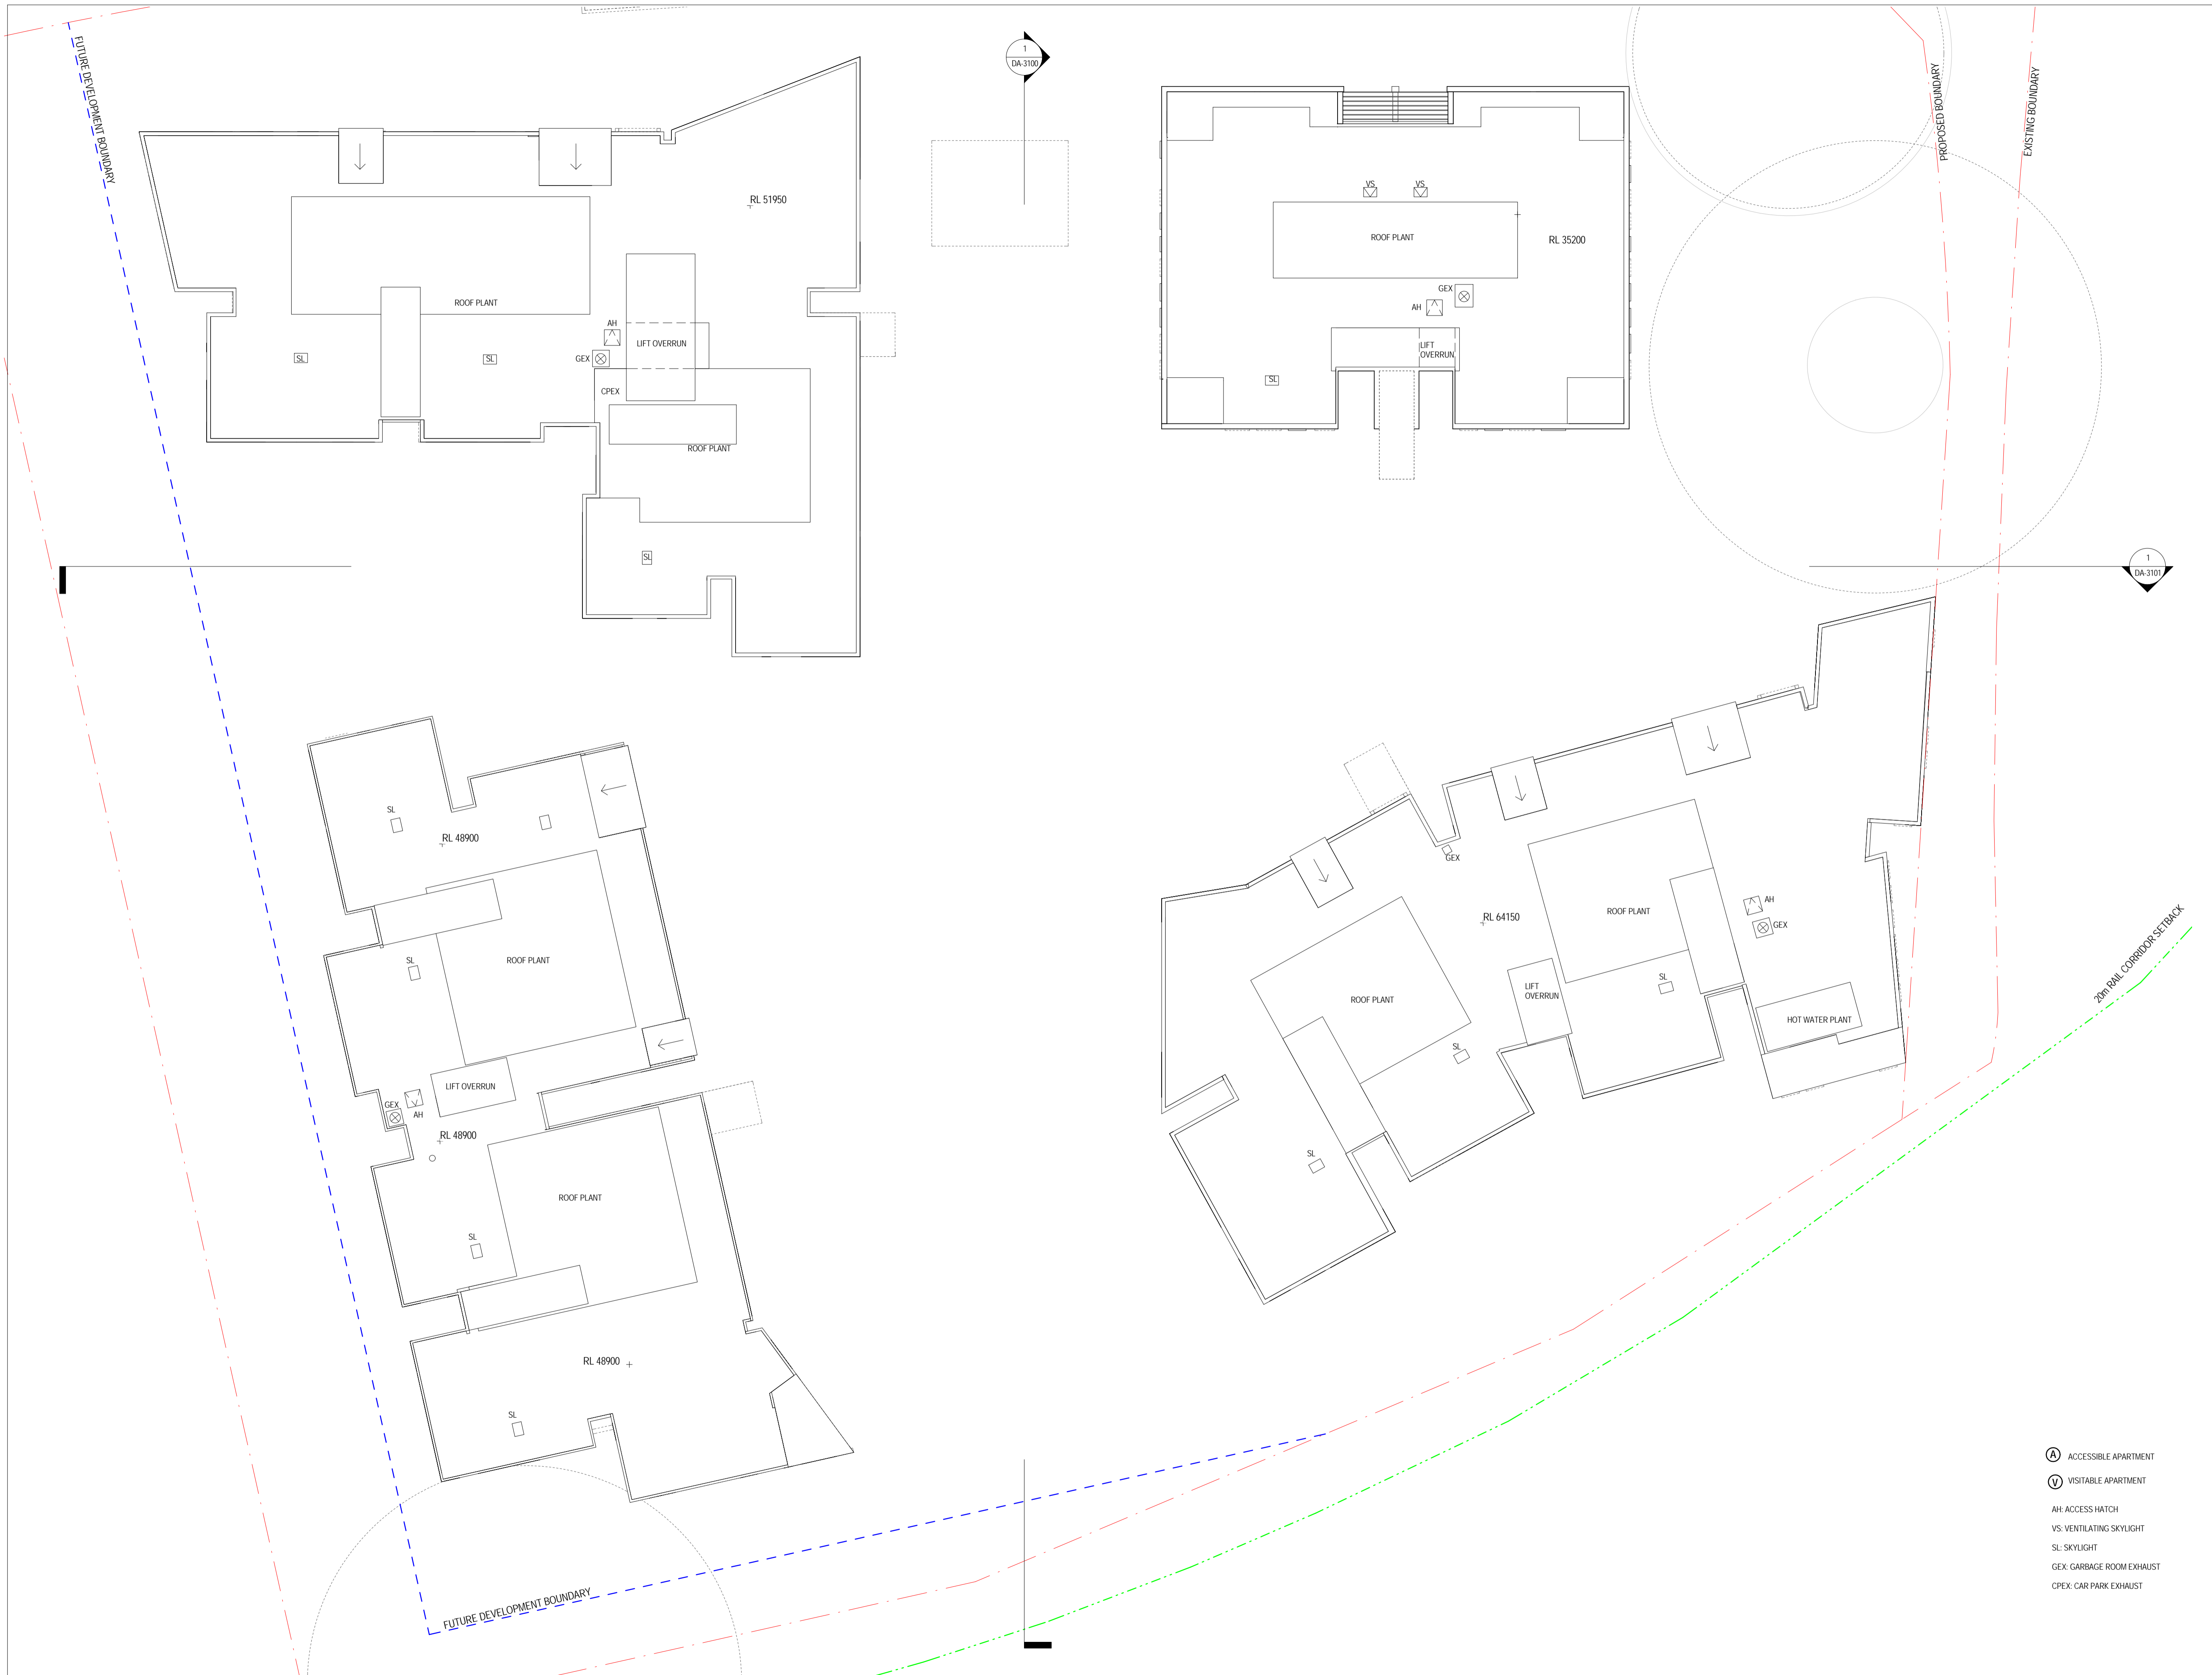 FUTURE DEVELOPMENT BOUNDARY
1
DA-3100
PROPOSED BOUNDARY
EXISTING BOUNDARY
RL 51950
ROOF PLANT
AH
LIFT OVERRUN
GEX
SL
SL
CPEX
ROOF PLANT
SL
VS
VS
ROOF PLANT
RL 35200
GEX
AH
LIFT
OVERRUN
SL
1
DA-3101
SL
RL 48900
SL
ROOF PLANT
LIFT OVERRUN
GEX
AH
RL 48900
ROOF PLANT
SL
RL 48900
SL
GEX
RL 64150
ROOF PLANT
AH
GEX
SL
LIFT
OVERRUN
ROOF PLANT
HOT WATER PLANT
SL
SL
20m RAIL CORRIDOR SETBACK
FUTURE DEVELOPMENT BOUNDARY
A ACCESSIBLE APARTMENT
V VISITABLE APARTMENT
AH: ACCESS HATCH
VS: VENTILATING SKYLIGHT
SL: SKYLIGHT
GEX: GARBAGE ROOM EXHAUST
CPEX: CAR PARK EXHAUST